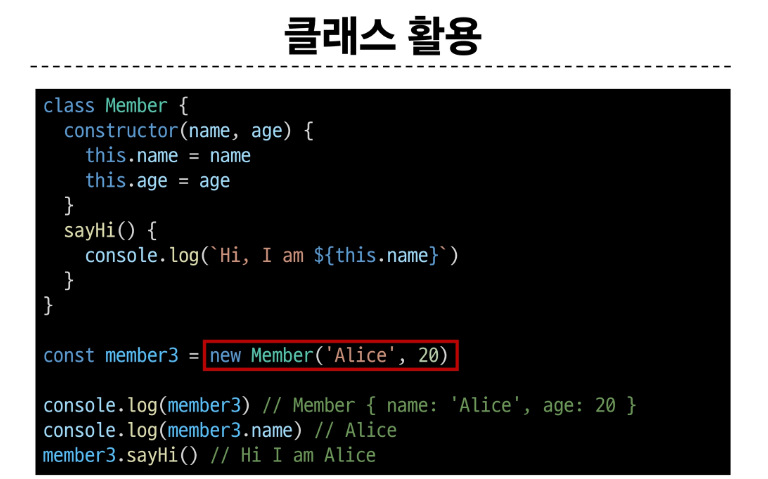 클래스 활용
class Member {
  constructor(name, age) {
    this.name = name
    this.age = age
  }
  sayHi() {
    console.log(`Hi, I am ${this.name}`)
  }
}
const member3 = new Member('Alice', 20)
console.log(member3) // Member { name: 'Alice', age: 20 }
console.log(member3.name) // Alice
member3.sayHi() // Hi I am Alice